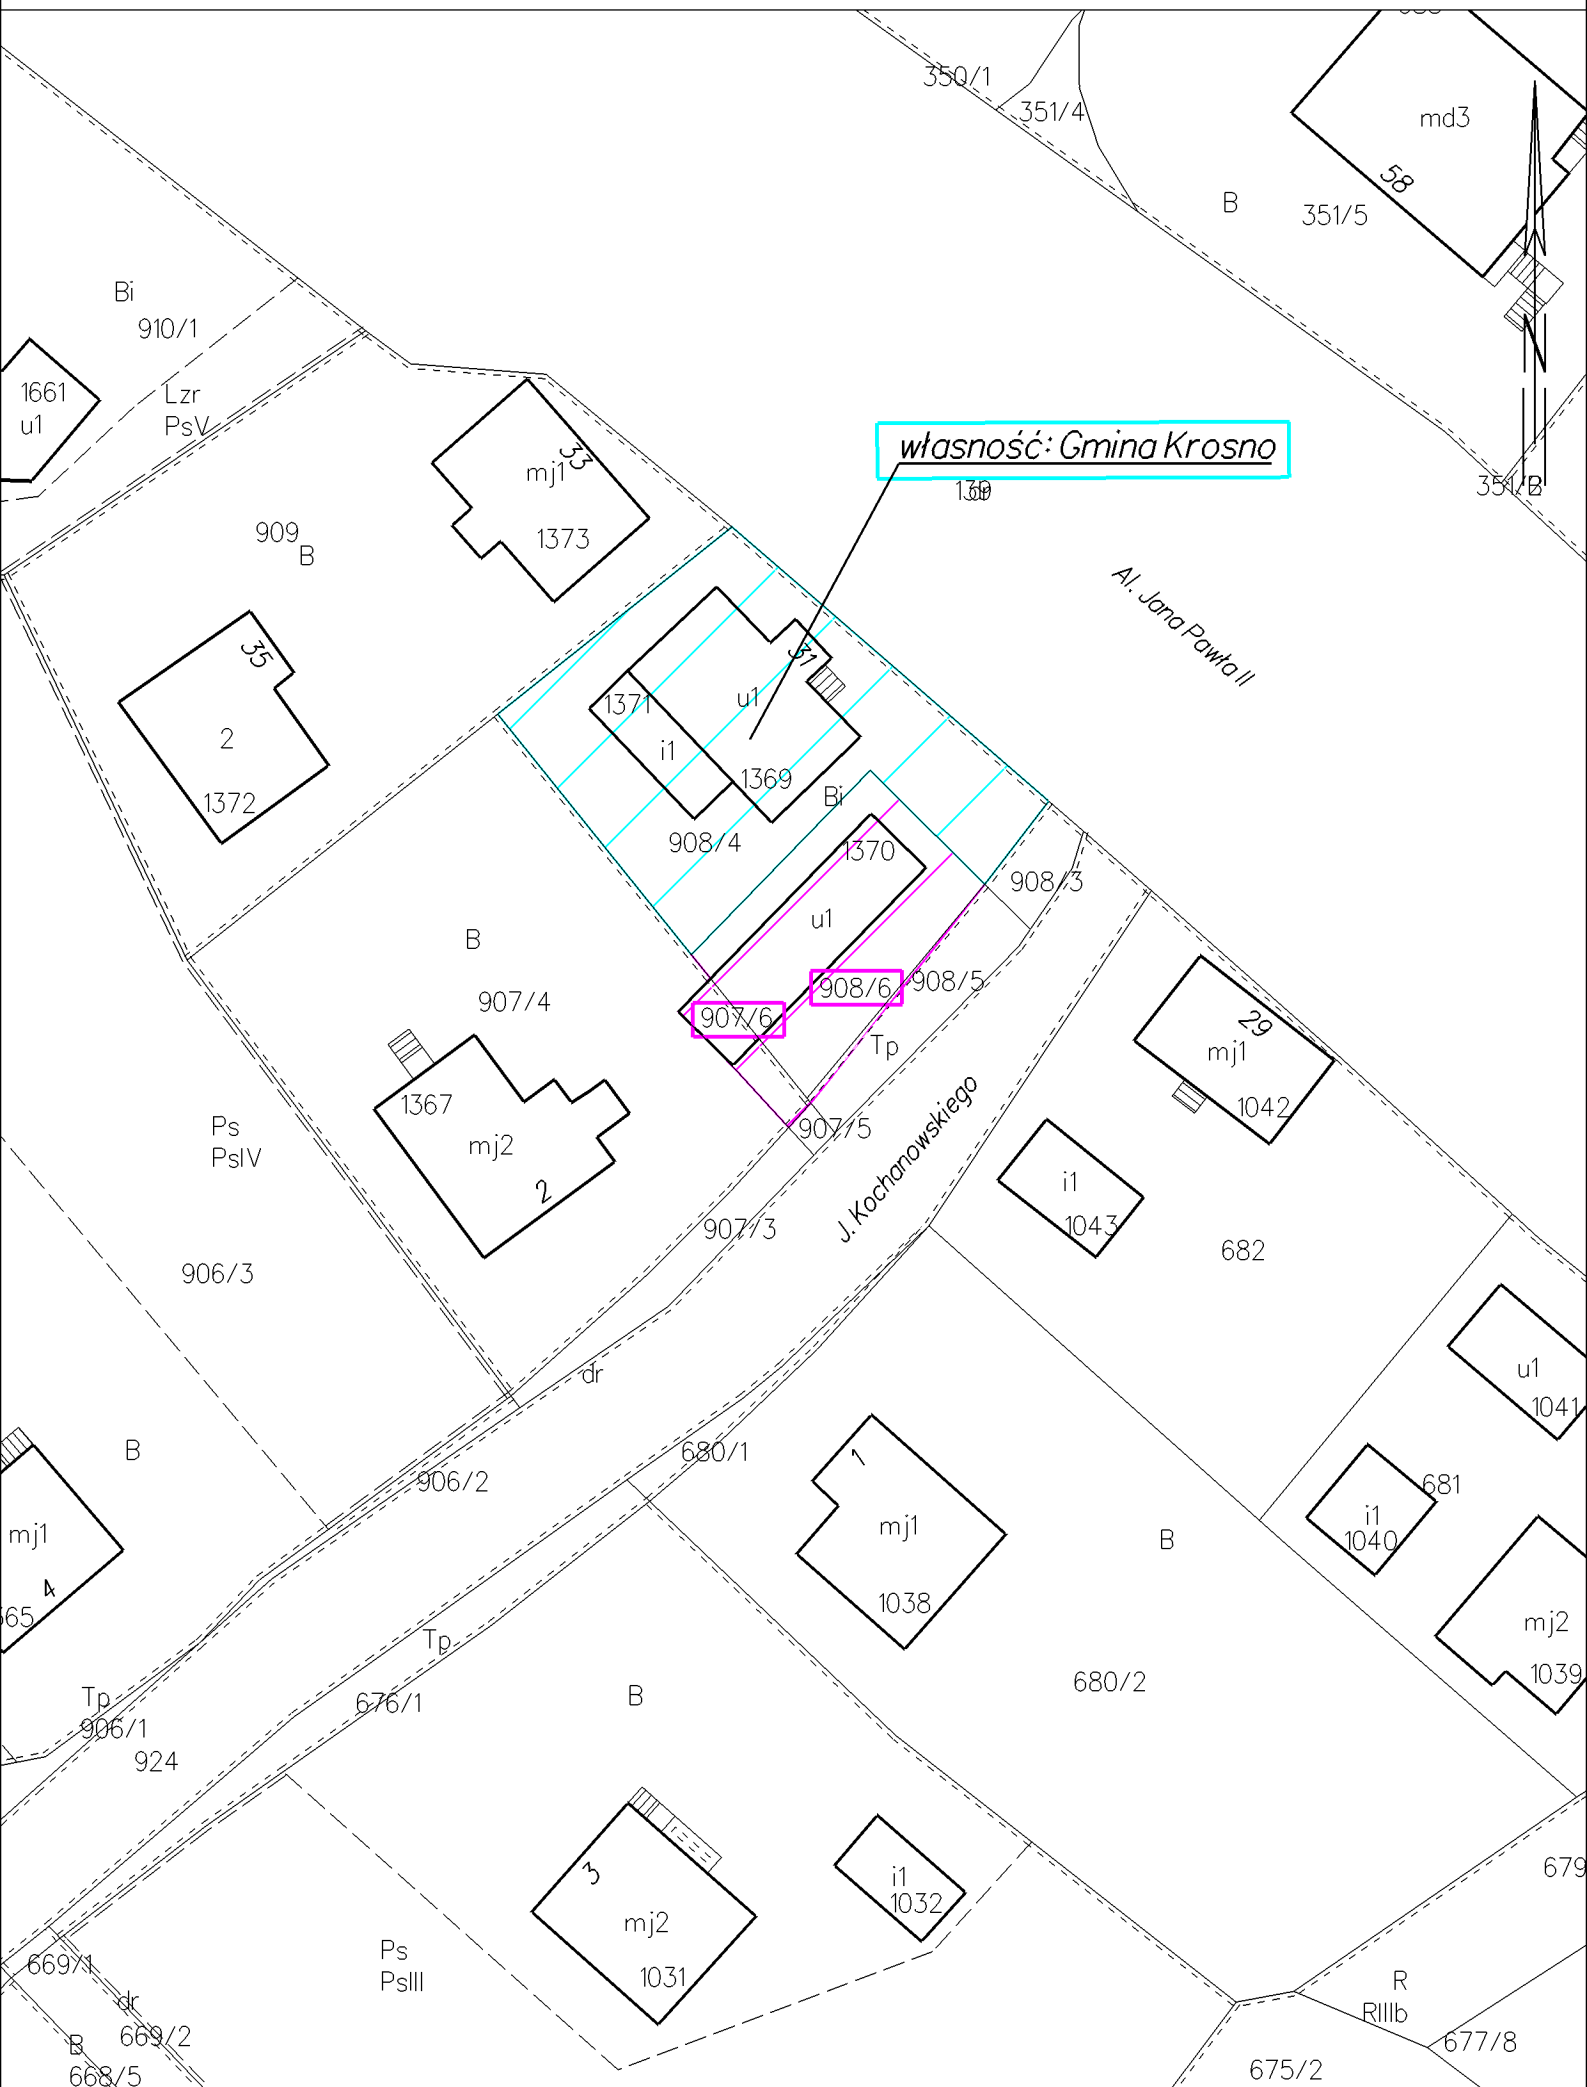 350/1
351/4
md3
58
B
351/5
Bi
910/1
1661
u1
Lzr
PsV
własność: Gmina Krosno
33
mj1
1373
909
B
Al. Jana Pawła II
35
2
1372
31
1371
u1
i1
1369
Bi
908/4
1370
908/3
u1
B
907/4
908/6
908/5
907/6
Tp
29
mj1
1042
1367
mj2
2
907/5
Ps
PsIV
J. Kochanowskiego
i1
1043
907/3
682
906/3
dr
u1
1041
B
680/1
906/2
1
mj1
1038
681
i1
1040
B
mj1
4
mj2
1039
Tp
676/1
B
680/2
Tp
906/1
924
3
mj2
1031
i1
1032
679
Ps
PsIII
669/1
dr
669/2
B
668/5
R
RIIIb
677/8
675/2